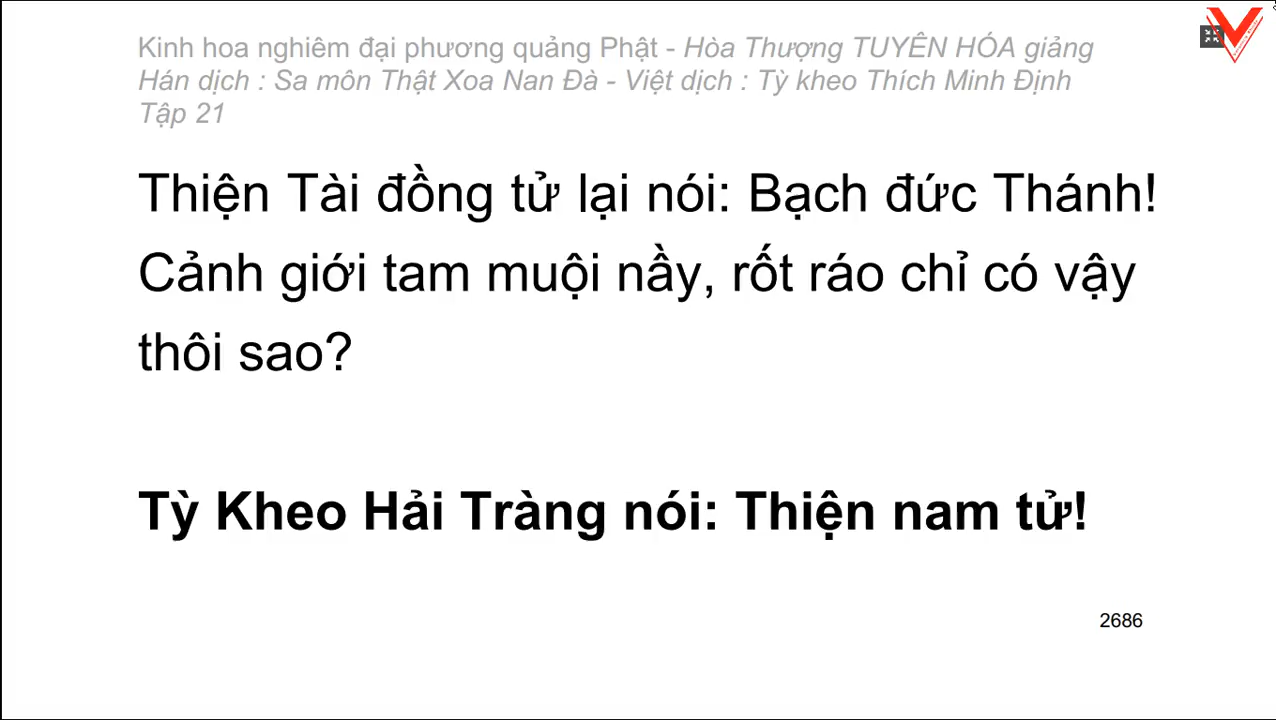 Kinh hoa nghiêm đại phương quảng Phật - Hòa Thượng TUYÊN HÓA giảng
Hán dịch : Sa môn Thật Xoa Nan Đà - Việt dịch : Tỳ kheo Thích Minh Định
Tập 21
Thiện Tài đồng tử lại nói: Bạch đức Thánh!
Cảnh giới tam muội nầy, rốt ráo chỉ có vậy
thôi sao?
Tỳ Kheo Hải Tràng nói: Thiện nam tử!
2686